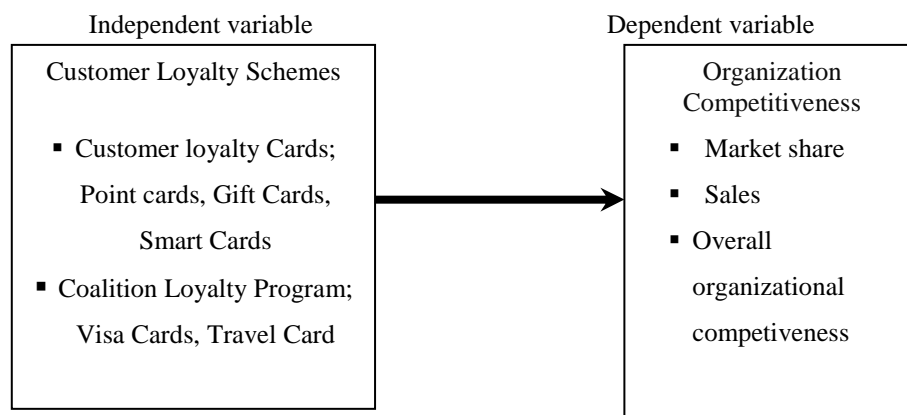 Independent variable
Dependent variable
Customer Loyalty Schemes
▪ Customer loyalty Cards;
Point cards, Gift Cards,
Smart Cards
▪ Coalition Loyalty Program;
Visa Cards, Travel Card
Organization
Competitiveness
▪ Market share
▪ Sales
▪ Overall
organizational
competiveness